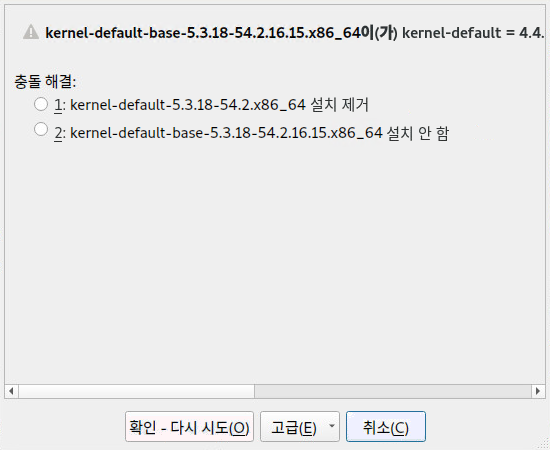 kernel-default-base-5.3.18-54.2.16.15.x86_64이(가) kernel-default = 4.4.
충돌 해결:
1: kernel-default-5.3.18-54.2.x86_64 설치 제거
2: kernel-default-base-5.3.18-54.2.16.15.x86_64 설치 안 함
확인 - 다시 시도(O) 고급(E) 취소(C)